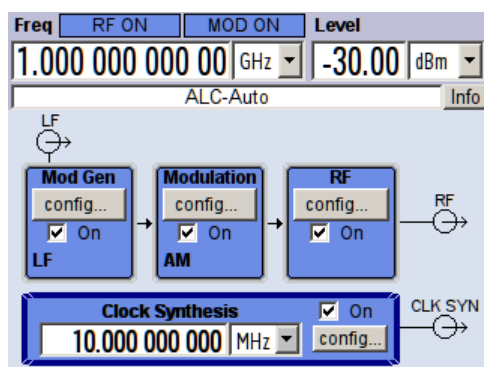 Freq RF ON MOD ON Level
1.000 000 000 00 GHz -30.00 dBm
ALC-Auto Info
LF
Mod Gen Modulation RF
config... config... config... RF
On On On
LF AM
Clock Synthesis On CLK SYN
10.000 000 000 MHz config...